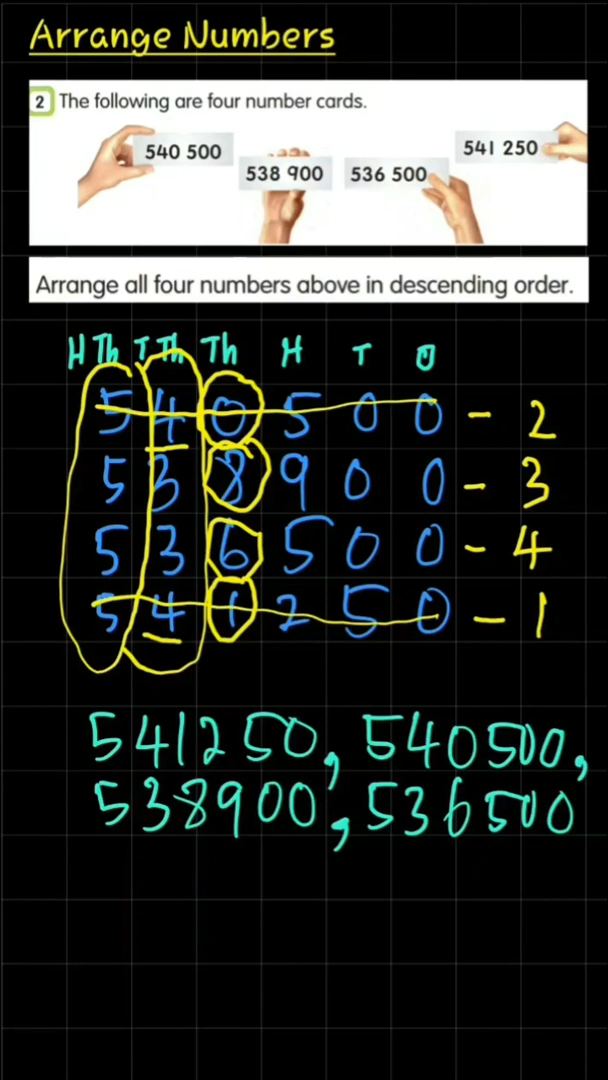 Arrange Numbers
2 The following are four number cards.
540 500
538 900
536 500
541 250
Arrange all four numbers above in descending order.
H Th T Th Th H T O
5 4 0 5 0 0 - 2
5 3 8 9 0 0 - 3
5 3 6 5 0 0 - 4
5 4 1 2 5 0 - 1
541250, 540500,
538900, 536500